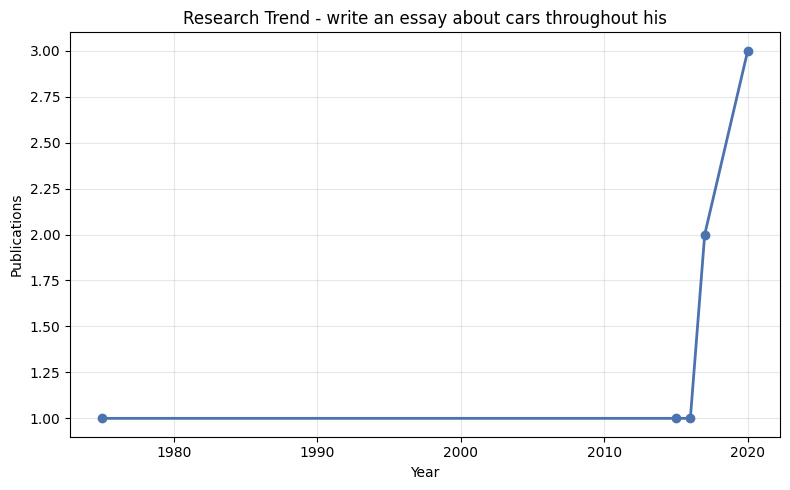 Research Trend - write an essay about cars throughout his
3.00
2.75
2.50
2.25
2.00
1.75
1.50
1.25
1.00
Publications
1980 1990 2000 2010 2020
Year